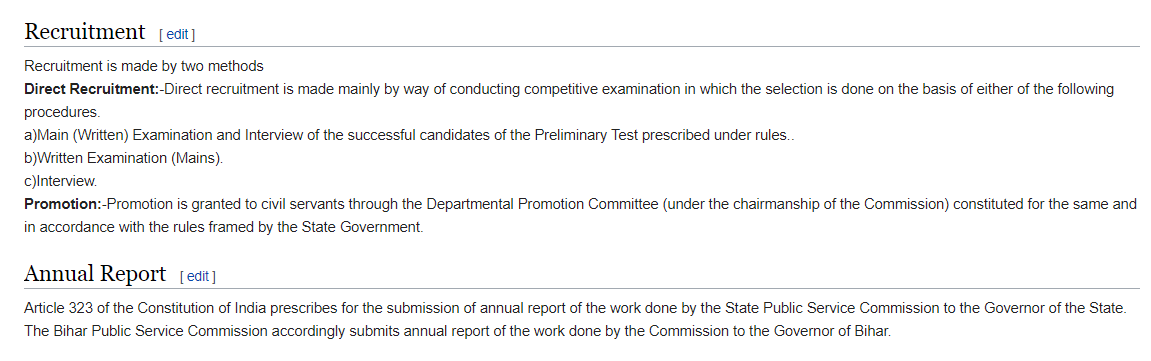 Recruitment [ edit ]
Recruitment is made by two methods
Direct Recruitment:-Direct recruitment is made mainly by way of conducting competitive examination in which the selection is done on the basis of either of the following
procedures.
a)Main (Written) Examination and Interview of the successful candidates of the Preliminary Test prescribed under rules..
b)Written Examination (Mains).
c)Interview.
Promotion:-Promotion is granted to civil servants through the Departmental Promotion Committee (under the chairmanship of the Commission) constituted for the same and
in accordance with the rules framed by the State Government.
Annual Report [ edit ]
Article 323 of the Constitution of India prescribes for the submission of annual report of the work done by the State Public Service Commission to the Governor of the State.
The Bihar Public Service Commission accordingly submits annual report of the work done by the Commission to the Governor of Bihar.